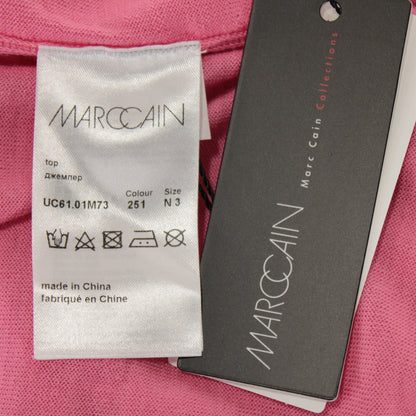 MARCCAIN
top
джемпер
Colour Size
UC61.01M73 251 N 3
made in China
fabriqué en Chine
MARCCAIN
Marc Cain Collections